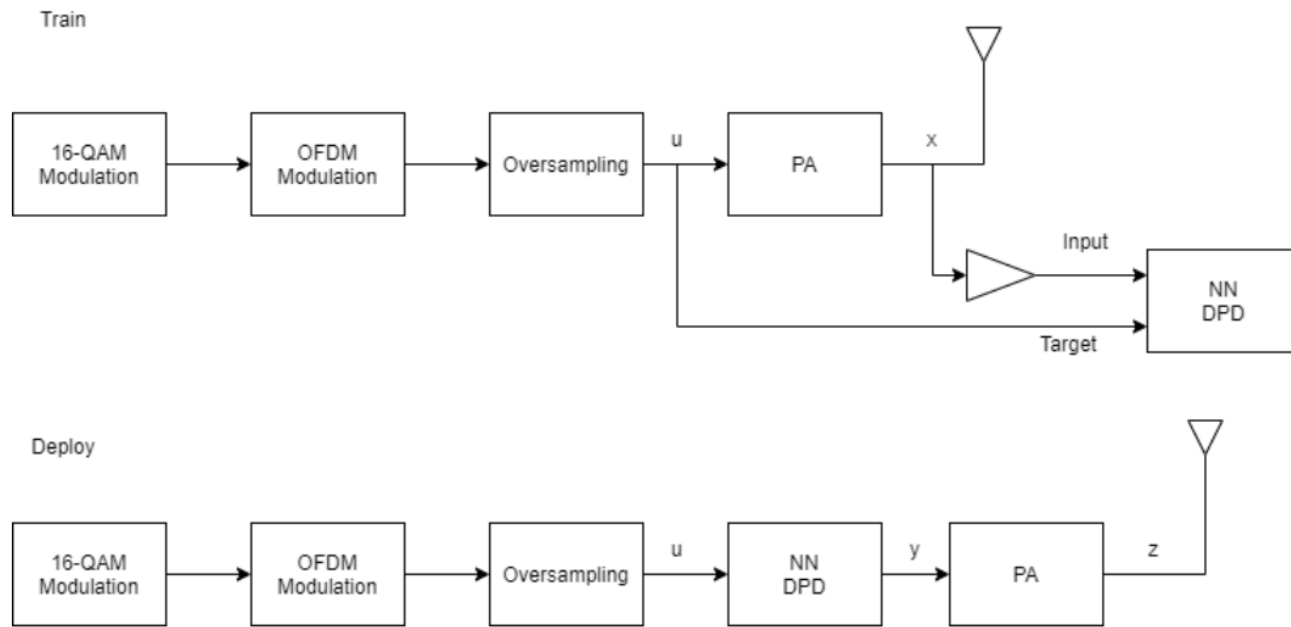 Train
16-QAM
Modulation
OFDM
Modulation
Oversampling
u
PA
x
Input
NN
DPD
Target
Deploy
16-QAM
Modulation
OFDM
Modulation
Oversampling
u
NN
DPD
y
PA
z